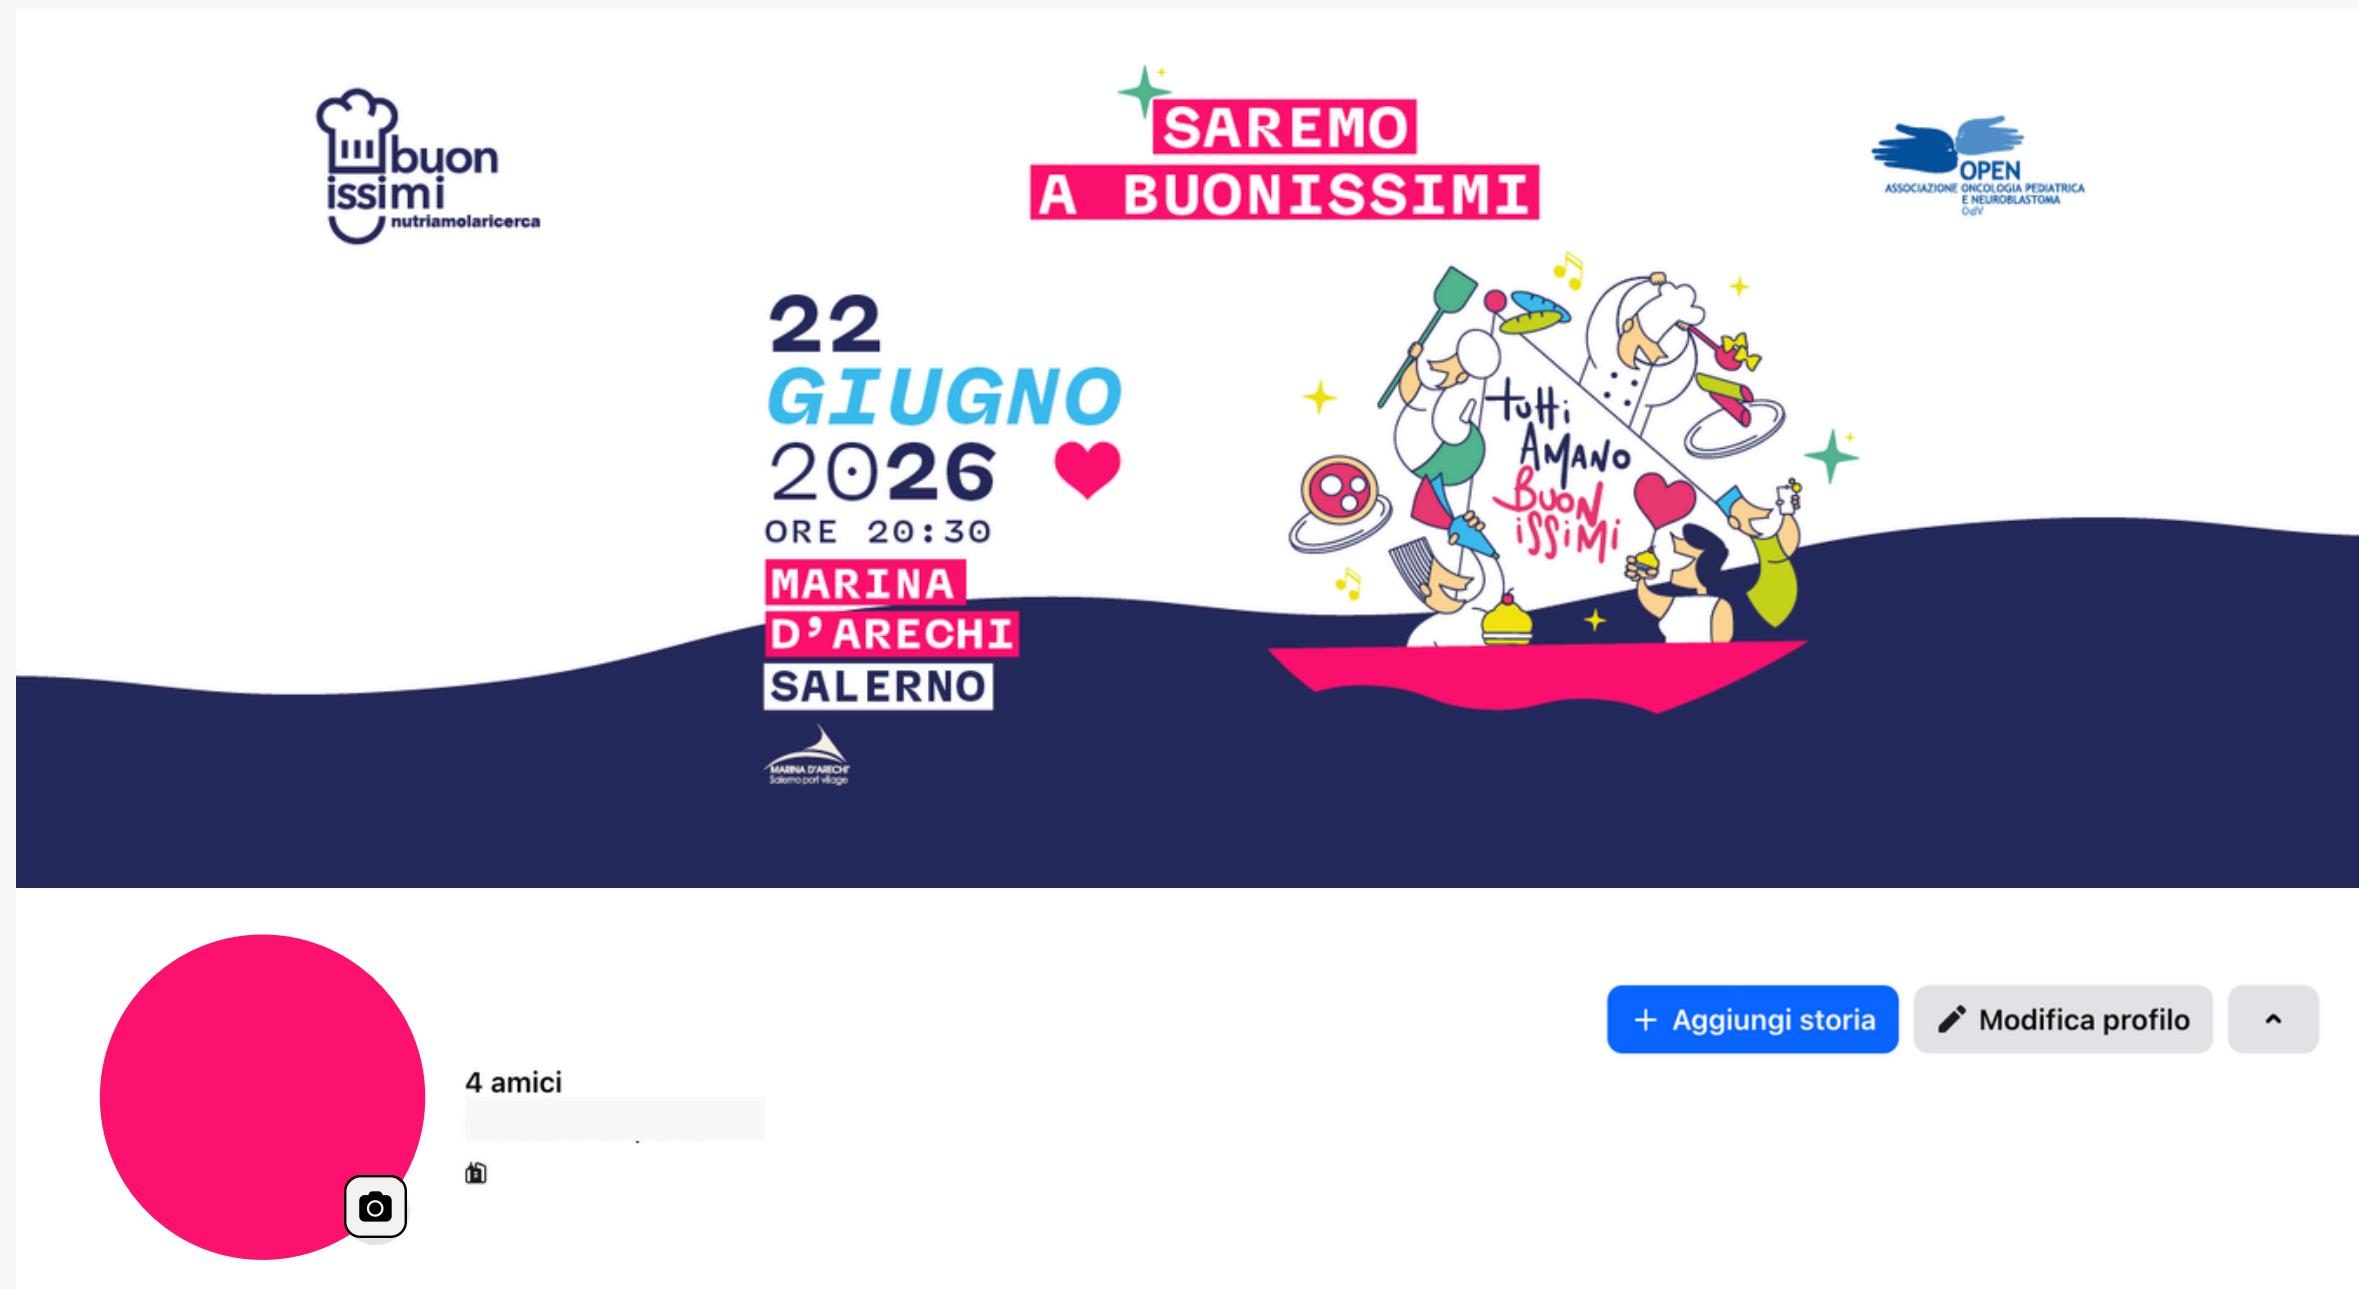 buon
issimi
nutriamolaricerca
SAREMO
A BUONISSIMI
OPEN
ASSOCIAZIONE ONCOLOGIA PEDIATRICA
E NEUROBLASTOMA
OdV
22
GIUGNO
2026
ORE 20:30
MARINA
D'ARECHI
SALERNO
MARINA D'ARECHI
Salerno port village
tutti
AMANO
BUON
iSSiMi
+ Aggiungi storia
Modifica profilo
4 amici